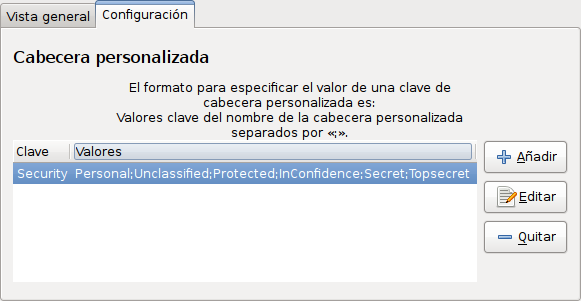 Vista general
Configuración
Cabecera personalizada
El formato para especificar el valor de una clave de
cabecera personalizada es:
Valores clave del nombre de la cabecera personalizada
separados por «;».
Clave Valores
Security Personal;Unclassified;Protected;InConfidence;Secret;Topsecret
Añadir
Editar
Quitar